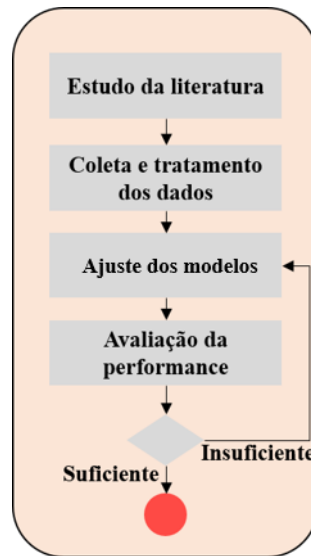 Estudo da literatura
Coleta e tratamento
dos dados
Ajuste dos modelos
Avaliação da
performance
Insuficiente
Suficiente